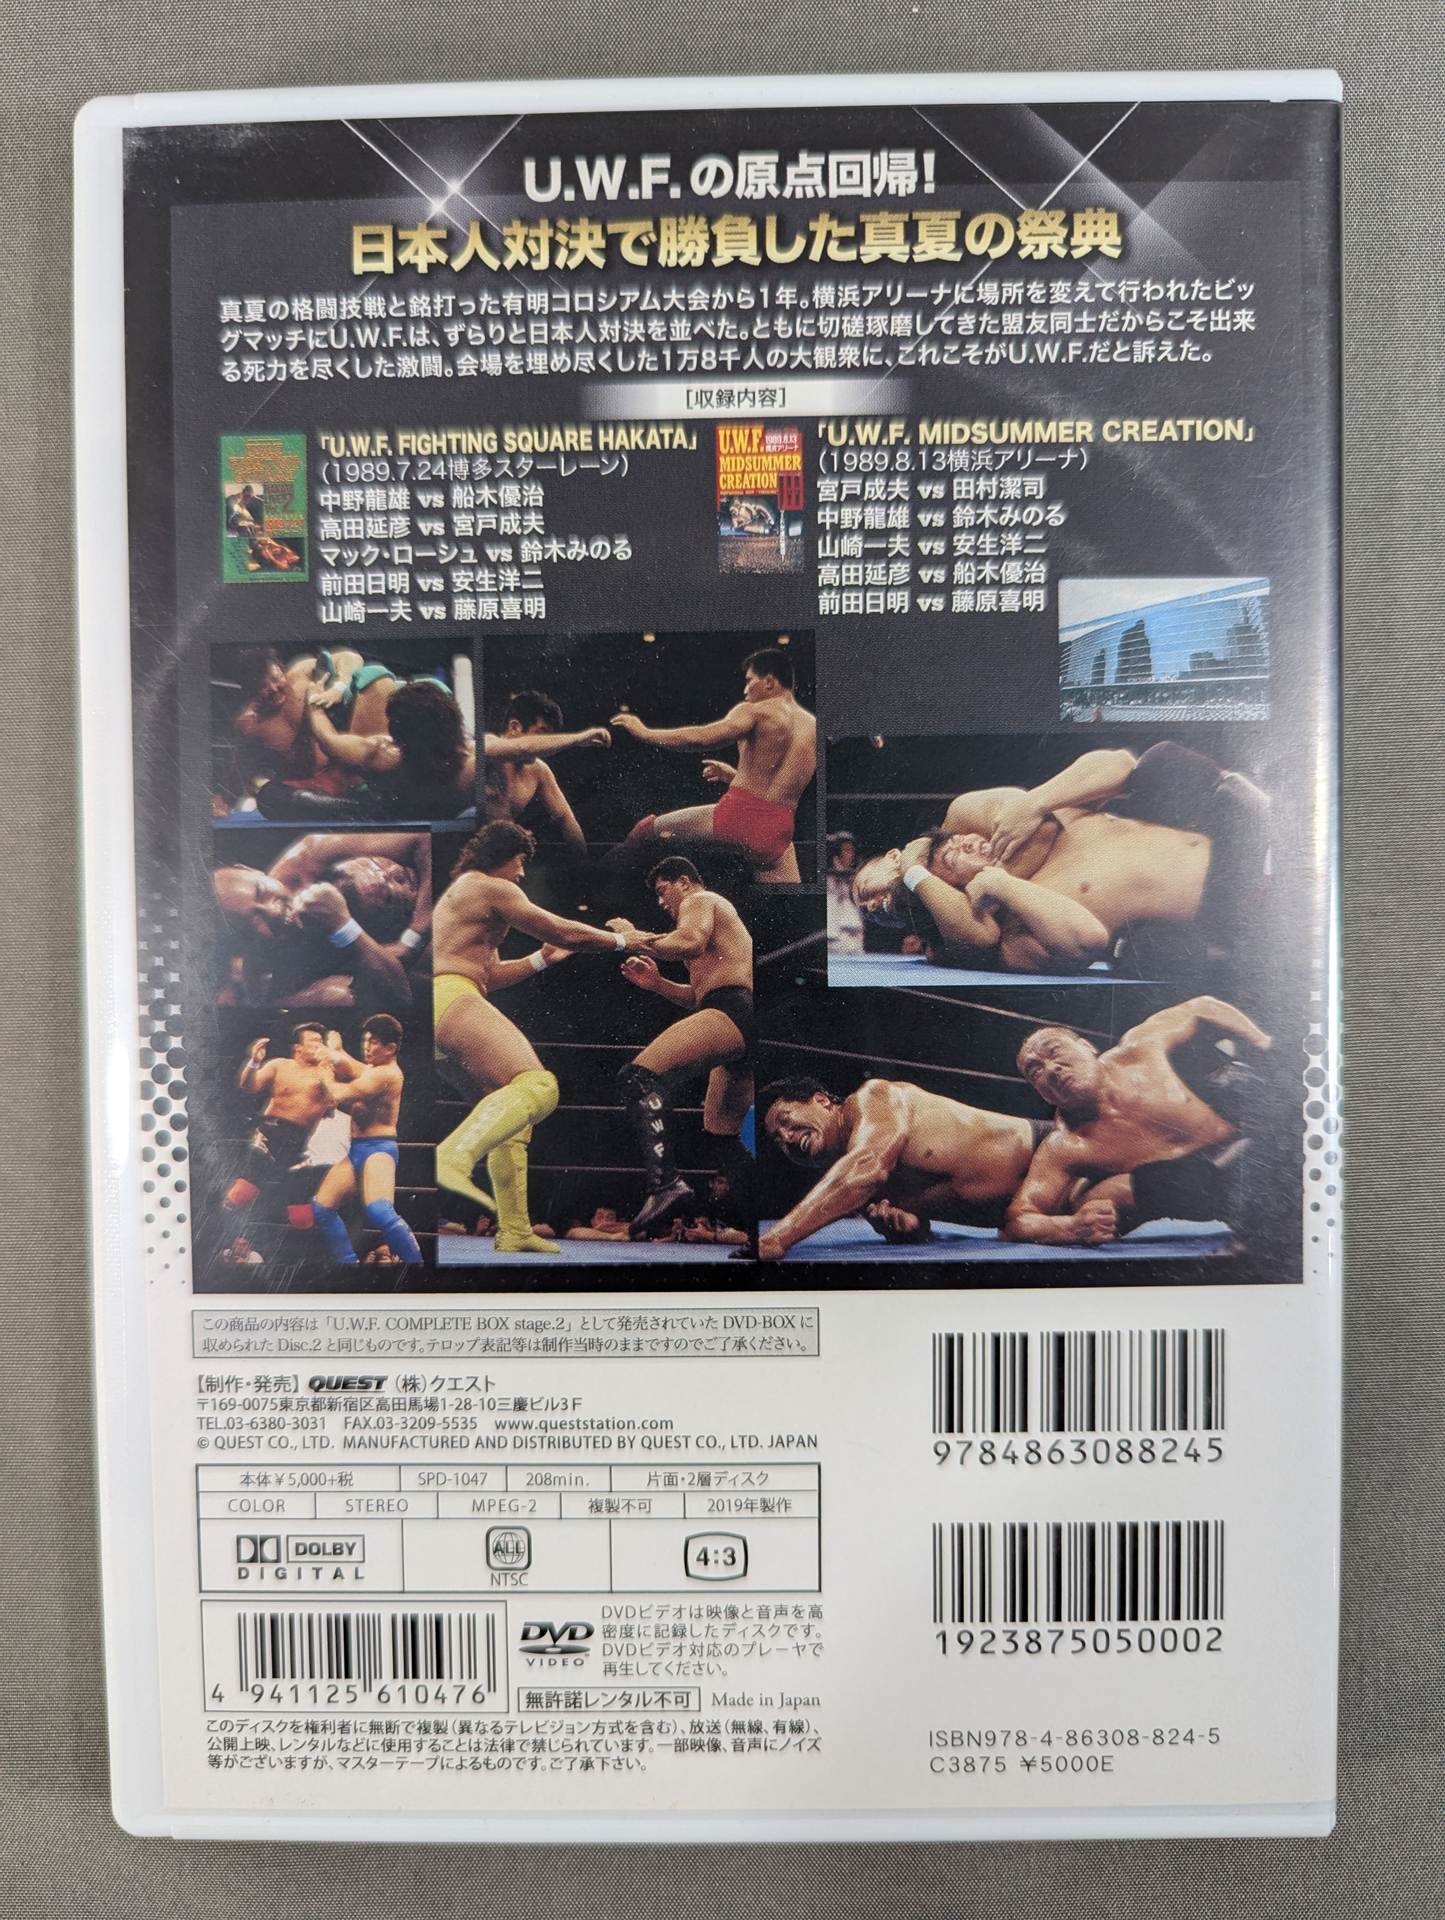 U.W.F.の原点回帰!
日本人対決で勝負した真夏の祭典
真夏の格闘技戦と銘打った有明コロシアム大会から1年。横浜アリーナに場所を変えて行われたビッ
グマッチにU.W.F.は、ずらりと日本人対決を並べた。ともに切磋琢磨してきた盟友同士だからこそ出来
る死力を尽くした激闘。会場を埋め尽くした1万8千人の大観衆に、これこそがU.W.F.だと訴えた。
[収録内容]
「U.W.F. FIGHTING SQUARE HAKATA」
(1989.7.24博多スターレーン)
中野龍雄 vs 船木優治
高田延彦 vs 宮戸成夫
マック・ローシュ vs 鈴木みのる
前田日明 vs 安生洋二
山崎一夫 vs 藤原喜明
U.W.F.
1989.8.13
横浜アリーナ
MIDSUMMER
CREATION
「U.W.F. MIDSUMMER CREATION」
(1989.8.13横浜アリーナ)
宮戸成夫 vs 田村潔司
中野龍雄 vs 鈴木みのる
山崎一夫 vs 安生洋二
高田延彦 vs 船木優治
前田日明 vs 藤原喜明
UWF
この商品の内容は「U.W.F. COMPLETE BOX stage.2」として発売されていたDVD-BOXに
収められたDisc.2と同じものです。テロップ表記等は制作当時のままですのでご了承ください。
【制作・発売】QUEST (株)クエスト
〒169-0075東京都新宿区高田馬場1-28-10三慶ビル3F
TEL.03-6380-3031 FAX.03-3209-5535 www.queststation.com
© QUEST CO., LTD. MANUFACTURED AND DISTRIBUTED BY QUEST CO., LTD. JAPAN
本体¥5,000+税 SPD-1047 208min. 片面・2層ディスク
COLOR STEREO MPEG-2 複製不可 2019年製作
DOLBY
DIGITAL
ALL
NTSC
4:3
4 941125 610476
DVD
VIDEO
DVDビデオは映像と音声を高
密度に記録したディスクです。
DVDビデオ対応のプレーヤで
再生してください。
無許諾レンタル不可 Made in Japan
このディスクを権利者に無断で複製(異なるテレビジョン方式を含む)、放送(無線、有線)、
公開上映、レンタルなどに使用することは法律で禁じられています。一部映像、音声にノイズ
等がございますが、マスターテープによるものです。ご了承下さい。
9784863088245
1923875050002
ISBN978-4-86308-824-5
C3875 ¥5000E